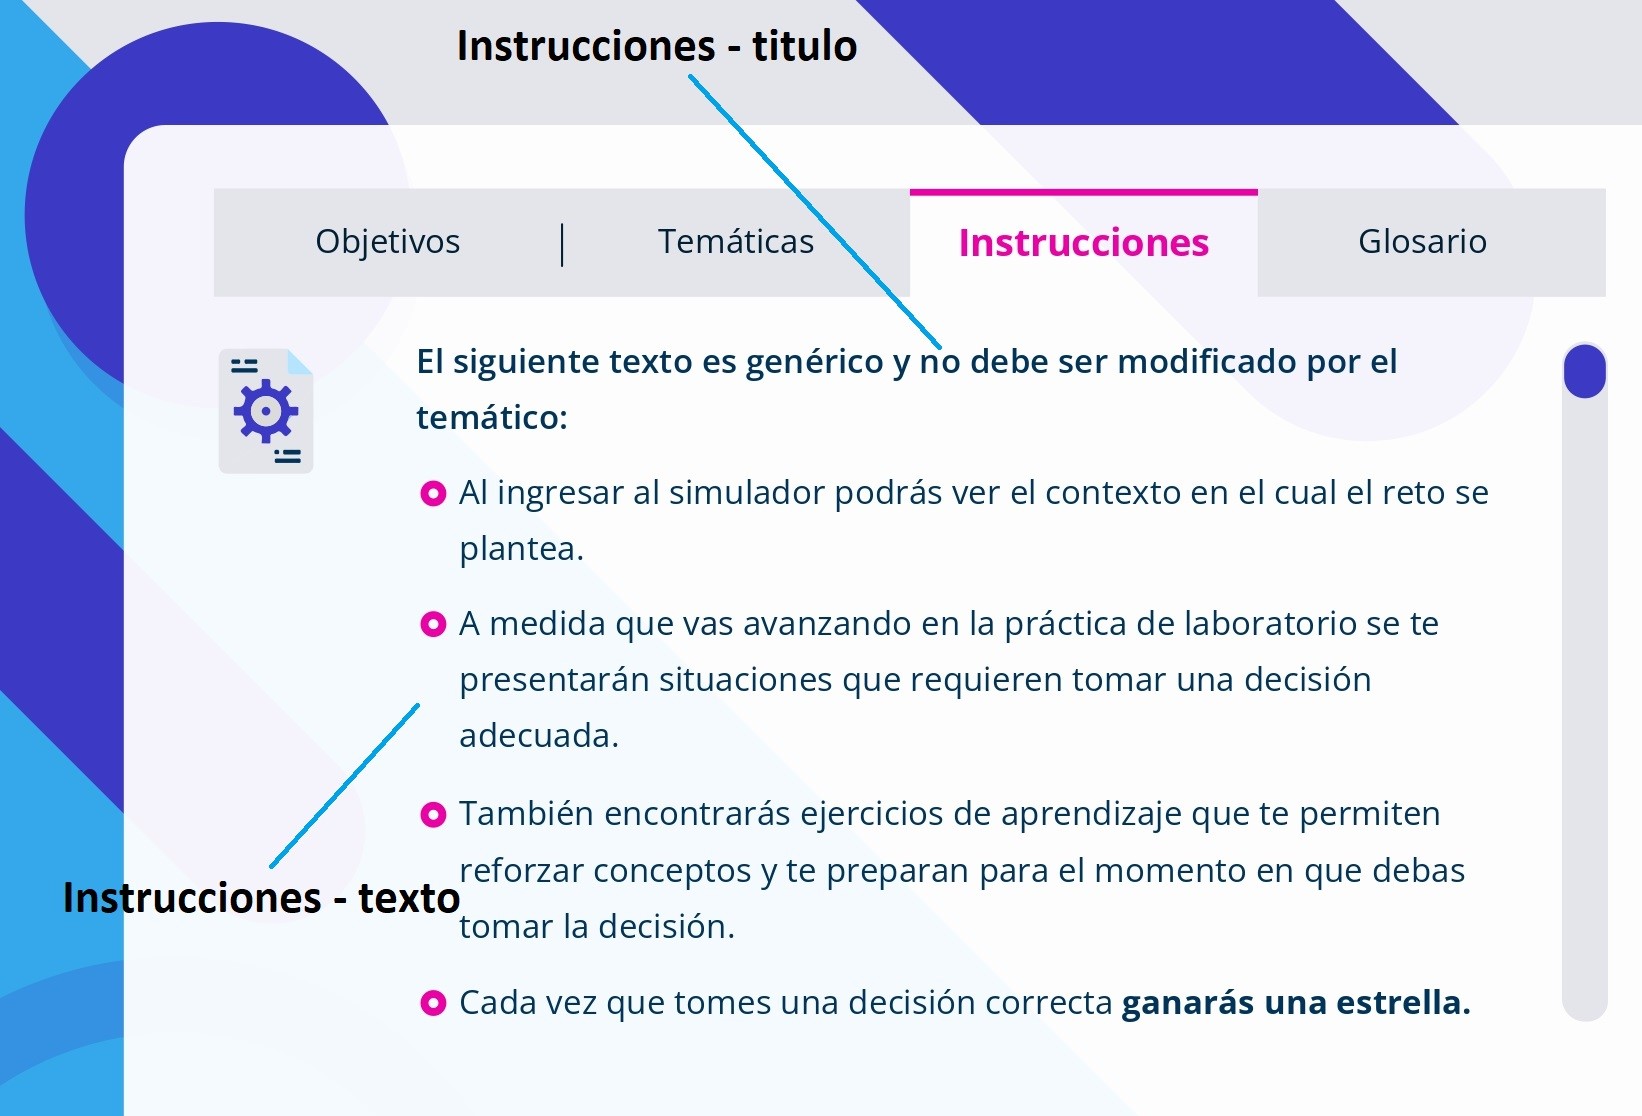 Instrucciones - titulo
Objetivos | Temáticas Instrucciones Glosario
El siguiente texto es genérico y no debe ser modificado por el
temático:
Al ingresar al simulador podrás ver el contexto en el cual el reto se
plantea.
A medida que vas avanzando en la práctica de laboratorio se te
presentarán situaciones que requieren tomar una decisión
adecuada.
También encontrarás ejercicios de aprendizaje que te permiten
reforzar conceptos y te preparan para el momento en que debas
Instrucciones - texto
tomar la decisión.
Cada vez que tomes una decisión correcta ganarás una estrella.